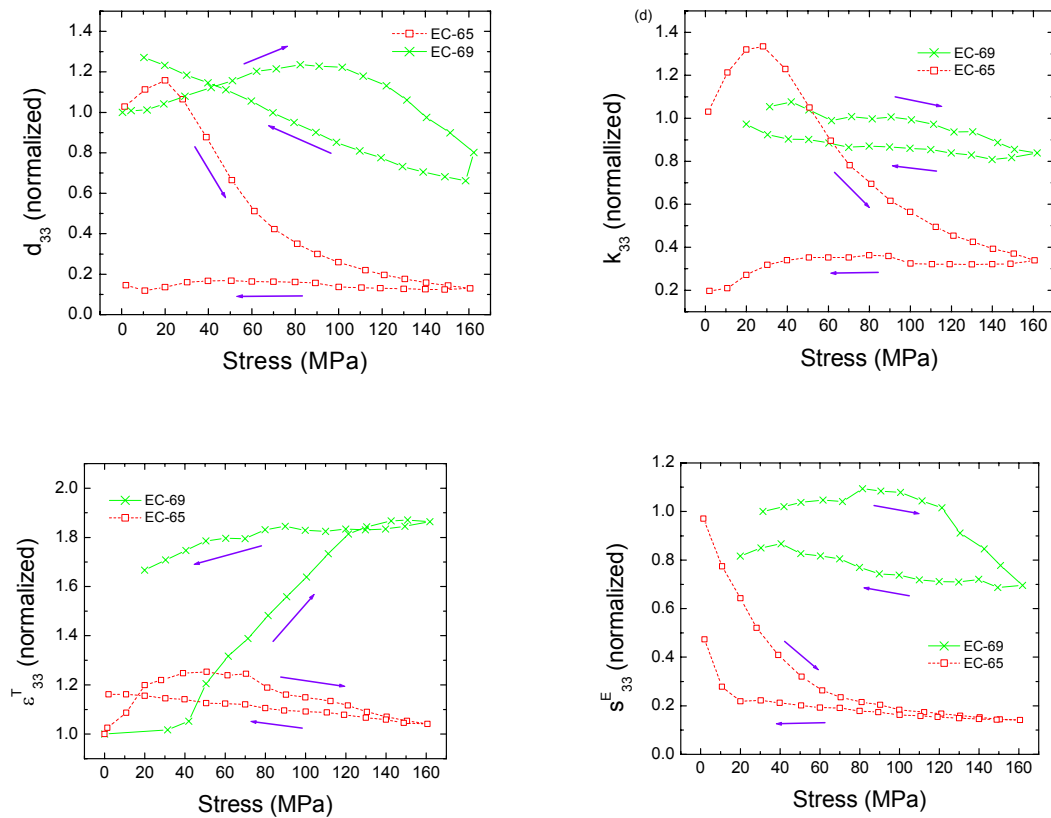 1.4
1.2
1.0
0.8
0.6
0.4
0.2
0.0
d33 (normalized)
EC-65
EC-69
0 20 40 60 80 100 120 140 160
Stress (MPa)
(d)
1.4
1.2
1.0
0.8
0.6
0.4
0.2
k33 (normallized)
EC-69
EC-65
0 20 40 60 80 100 120 140 160
Stress (MPa)
2.0
1.8
1.6
1.4
1.2
1.0
εT33 (normalized)
EC-69
EC-65
0 20 40 60 80 100 120 140 160
Stress (MPa)
1.2
1.0
0.8
0.6
0.4
0.2
0.0
sE33 (normalized)
EC-69
EC-65
0 20 40 60 80 100 120 140 160
Stress (MPa)